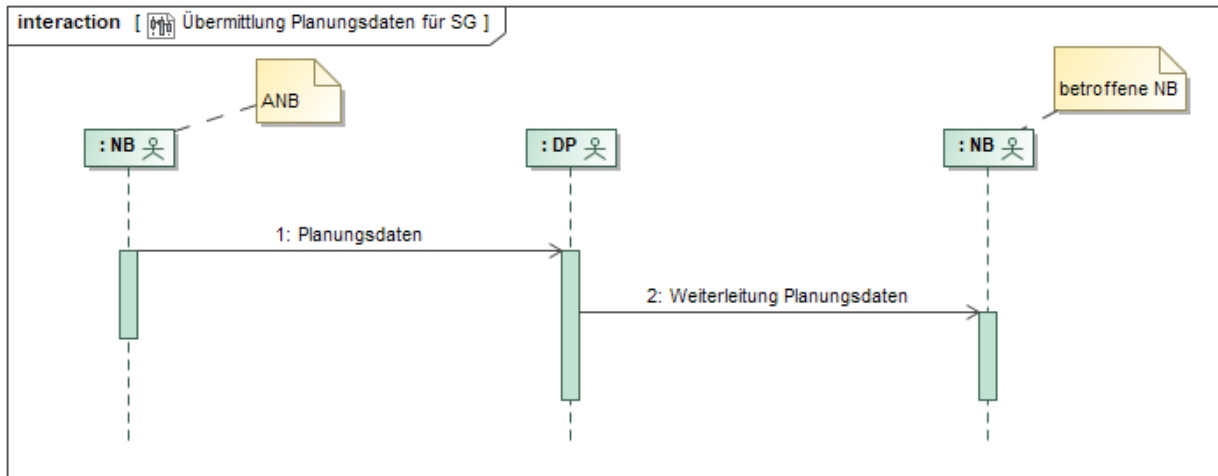 interaction [ Übermittlung Planungsdaten für SG ]
ANB
betroffene NB
: NB
: DP
: NB
1: Planungsdaten
2: Weiterleitung Planungsdaten